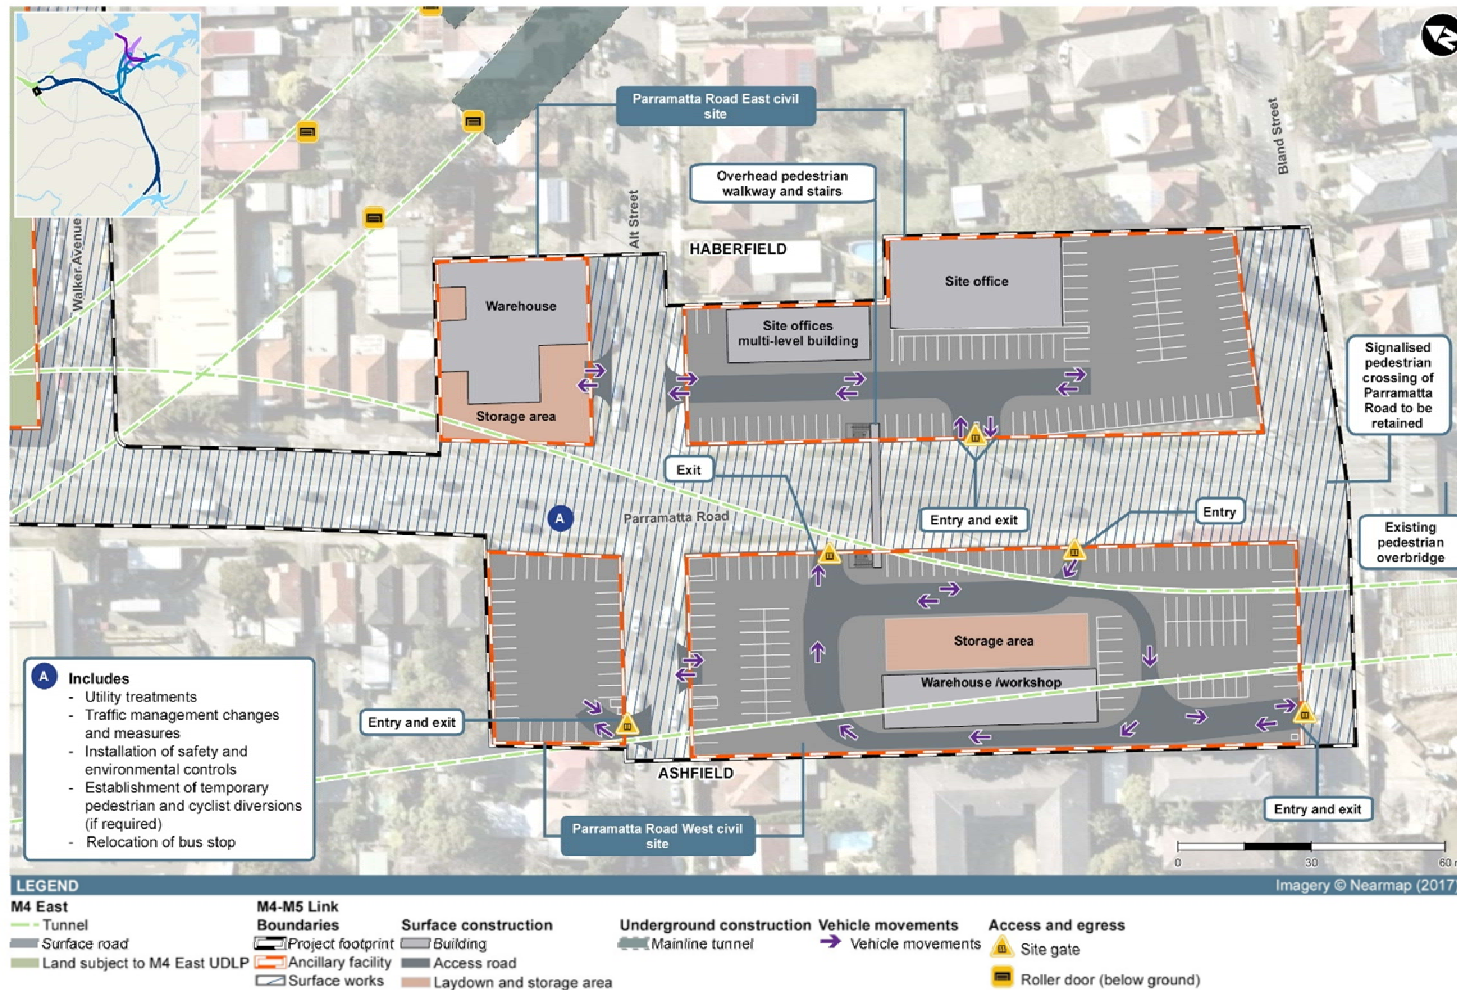 Parramatta Road East civil
site
Overhead pedestrian
walkway and stairs
Bland Street
Walker Avenue
Alt Street
HABERFIELD
Warehouse
Storage area
Site offices
multi-level building
Site office
Signalised
pedestrian
crossing of
Parramatta
Road to be
retained
Exit
Entry and exit
Entry
A
Parramatta Road
Existing
pedestrian
overbridge
Storage area
Warehouse /workshop
Entry and exit
ASHFIELD
Entry and exit
Parramatta Road West civil
site
A
Includes
- Utility treatments
- Traffic management changes
and measures
- Installation of safety and
environmental controls
- Establishment of temporary
pedestrian and cyclist diversions
(if required)
- Relocation of bus stop
0 30 60
LEGEND
Imagery © Nearmap (2017)
M4 East
Tunnel
Surface road
Land subject to M4 East UDLP
M4-M5 Link
Boundaries
Project footprint
Ancillary facility
Surface works
Surface construction
Building
Access road
Laydown and storage area
Underground construction
Mainline tunnel
Vehicle movements
Vehicle movements
Access and egress
Site gate
Roller door (below ground)